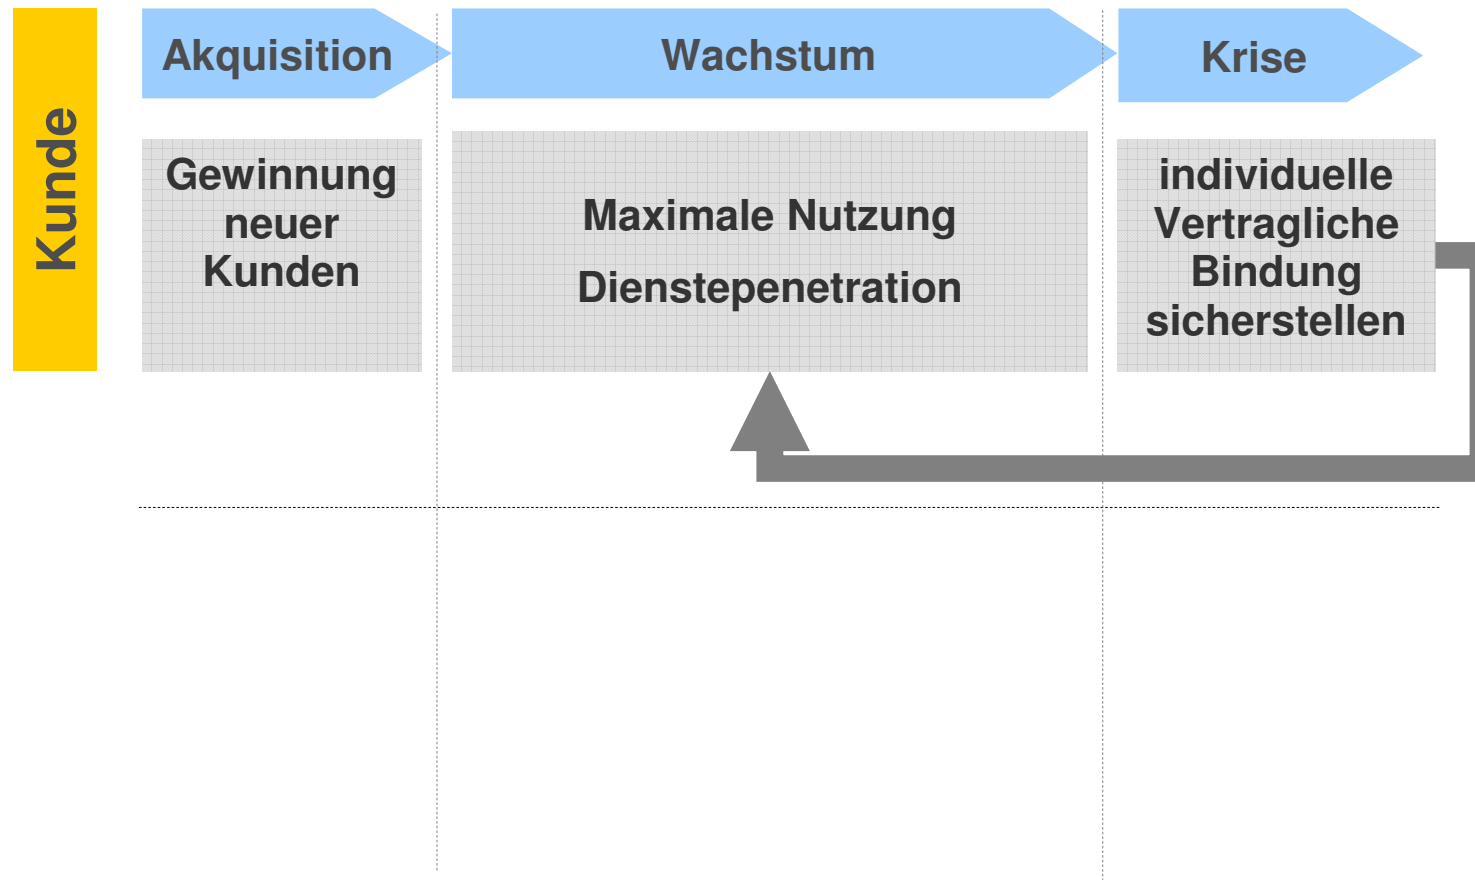 Kunde
Akquisition
Wachstum
Krise
Gewinnung
neuer
Kunden
Maximale Nutzung
Dienstepenetration
individuelle
Vertragliche
Bindung
sicherstellen